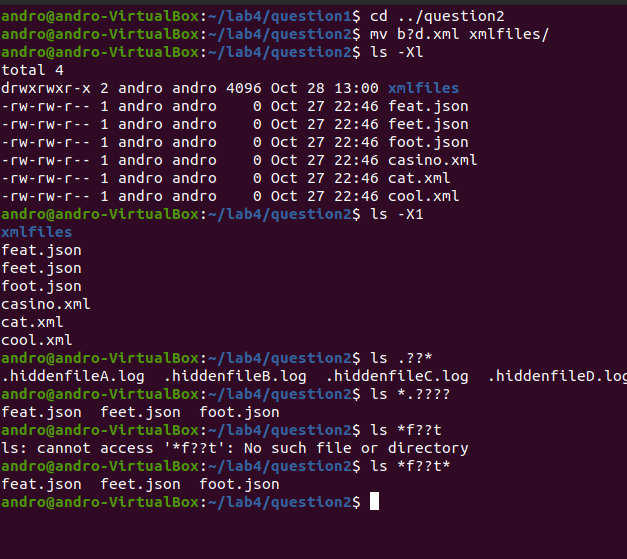 andro@andro-VirtualBox:~/lab4/question1$ cd ../question2
andro@andro-VirtualBox:~/lab4/question2$ mv b?d.xml xmlfiles/
andro@andro-VirtualBox:~/lab4/question2$ ls -Xl
total 4
drwxrwxr-x 2 andro andro 4096 Oct 28 13:00 xmlfiles
-rw-rw-r-- 1 andro andro    0 Oct 27 22:46 feat.json
-rw-rw-r-- 1 andro andro    0 Oct 27 22:46 feet.json
-rw-rw-r-- 1 andro andro    0 Oct 27 22:46 foot.json
-rw-rw-r-- 1 andro andro    0 Oct 27 22:46 casino.xml
-rw-rw-r-- 1 andro andro    0 Oct 27 22:46 cat.xml
-rw-rw-r-- 1 andro andro    0 Oct 27 22:46 cool.xml
andro@andro-VirtualBox:~/lab4/question2$ ls -X1
xmlfiles
feat.json
feet.json
foot.json
casino.xml
cat.xml
cool.xml
andro@andro-VirtualBox:~/lab4/question2$ ls .??*
.hiddenfileA.log  .hiddenfileB.log  .hiddenfileC.log  .hiddenfileD.log
andro@andro-VirtualBox:~/lab4/question2$ ls *.????
feat.json  feet.json  foot.json
andro@andro-VirtualBox:~/lab4/question2$ ls *f??t
ls: cannot access '*f??t': No such file or directory
andro@andro-VirtualBox:~/lab4/question2$ ls *f??t*
feat.json  feet.json  foot.json
andro@andro-VirtualBox:~/lab4/question2$